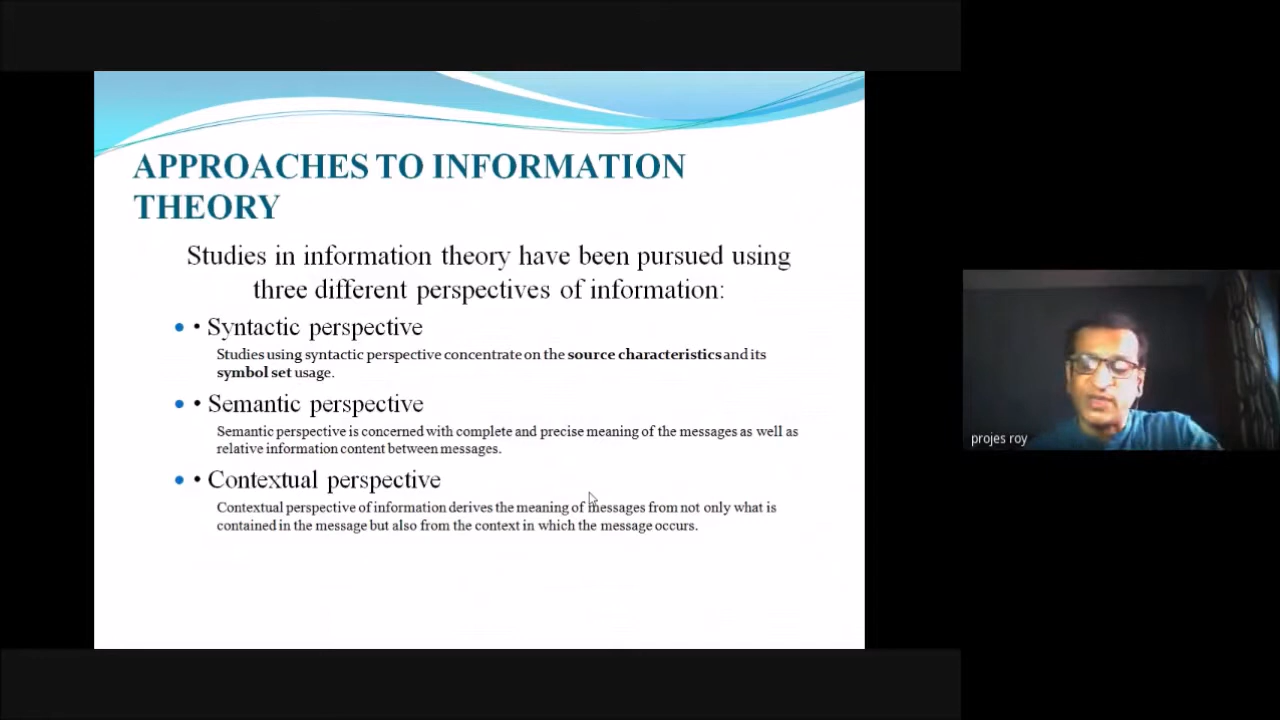 APPROACHES TO INFORMATION
THEORY
Studies in information theory have been pursued using
three different perspectives of information:
• • Syntactic perspective
Studies using syntactic perspective concentrate on the source characteristics and its
symbol set usage.
• • Semantic perspective
Semantic perspective is concerned with complete and precise meaning of the messages as well as
relative information content between messages.
• • Contextual perspective
Contextual perspective of information derives the meaning of messages from not only what is
contained in the message but also from the context in which the message occurs.
projes roy